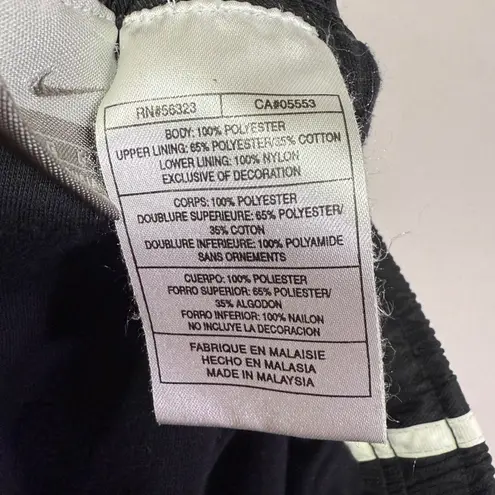 RN#56323 CA#05553
BODY: 100% POLYESTER
UPPER LINING: 65% POLYESTER/35% COTTON
LOWER LINING: 100% NYLON
EXCLUSIVE OF DECORATION
CORPS: 100% POLYESTER
DOUBLURE SUPERIEURE: 65% POLYESTER/
35% COTON
DOUBLURE INFERIEURE: 100% POLYAMIDE
SANS ORNEMENTS
CUERPO: 100% POLIESTER
FORRO SUPERIOR: 65% POLIESTER/
35% ALGODON
FORRO INFERIOR: 100% NAILON
NO INCLUYE LA DECORACION
FABRIQUE EN MALAISIE
HECHO EN MALASIA
MADE IN MALAYSIA